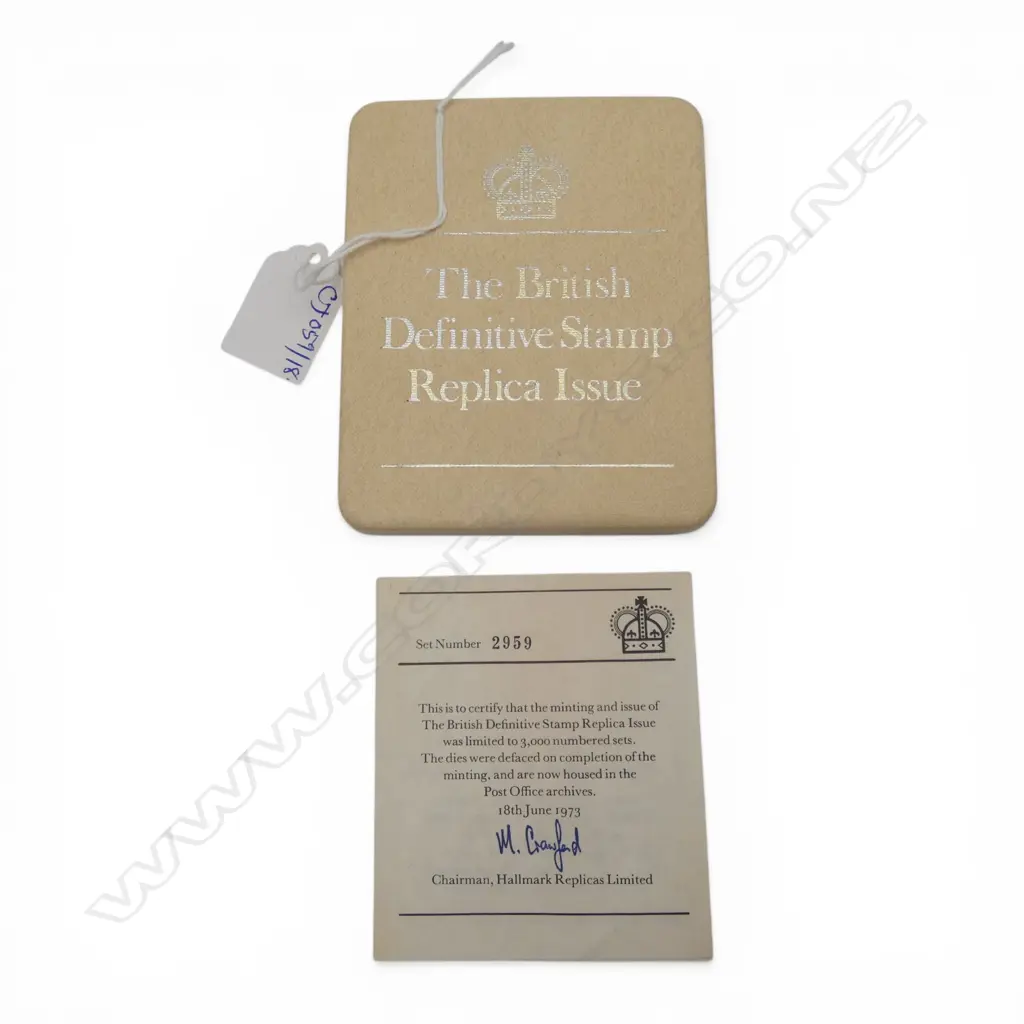 The British
Definitive Stamp
Replica Issue
CJ059/18.
Set Number 2959
This is to certify that the minting and issue of
The British Definitive Stamp Replica Issue
was limited to 3,000 numbered sets.
The dies were defaced on completion of the
minting, and are now housed in the
Post Office archives.
18th June 1973
M. Crawford
Chairman, Hallmark Replicas Limited